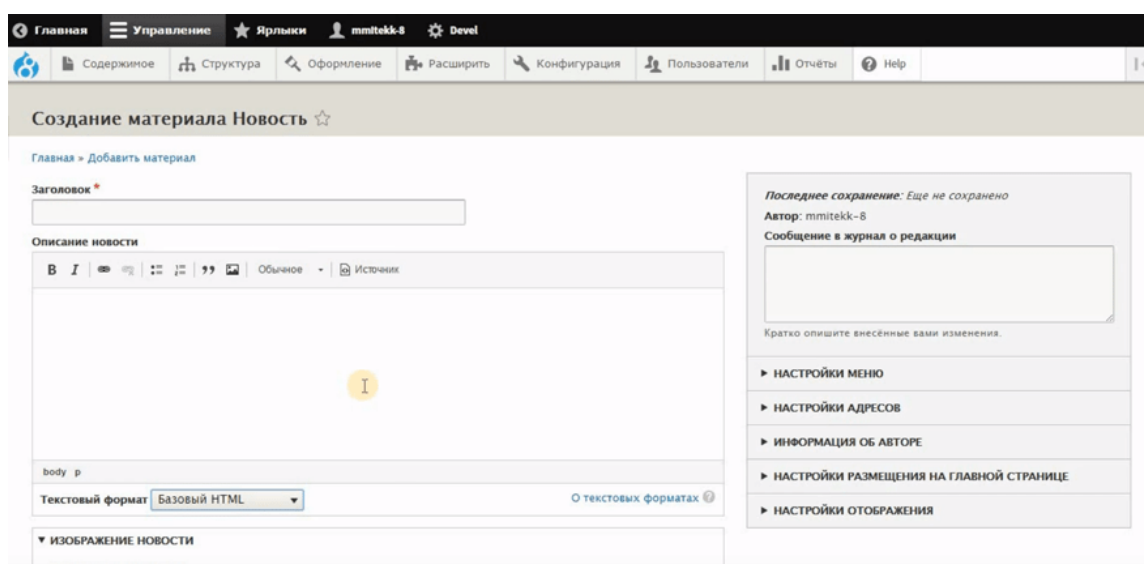 Главная Управление Ярлыки mmitekk-8 Devel
Содержимое Структура Оформление Расширить Конфигурация Пользователи Отчёты Help
Создание материала Новость
Главная » Добавить материал
Заголовок *
Описание новости
B I Обычное Источник
body p
Текстовый формат Базовый HTML О текстовых форматах
ИЗОБРАЖЕНИЕ НОВОСТИ
Последнее сохранение: Еще не сохранено
Автор: mmitekk-8
Сообщение в журнал о редакции
Кратко опишите внесённые вами изменения.
НАСТРОЙКИ МЕНЮ
НАСТРОЙКИ АДРЕСОВ
ИНФОРМАЦИЯ ОБ АВТОРЕ
НАСТРОЙКИ РАЗМЕЩЕНИЯ НА ГЛАВНОЙ СТРАНИЦЕ
НАСТРОЙКИ ОТОБРАЖЕНИЯ